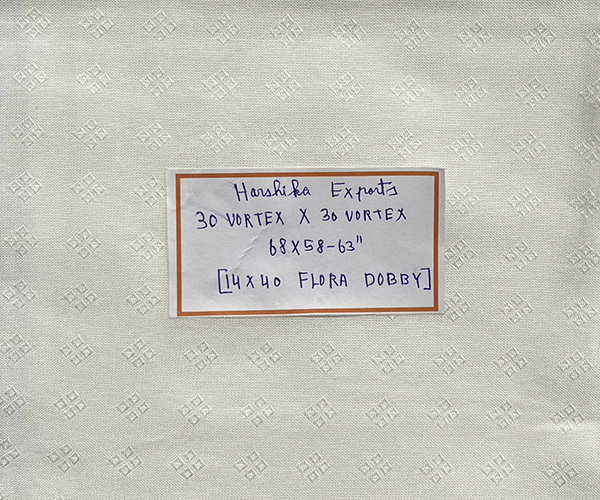 Harshika Exports
30 VORTEX X 30 VORTEX
68X58-63"
[14X40 FLORA DOBBY]